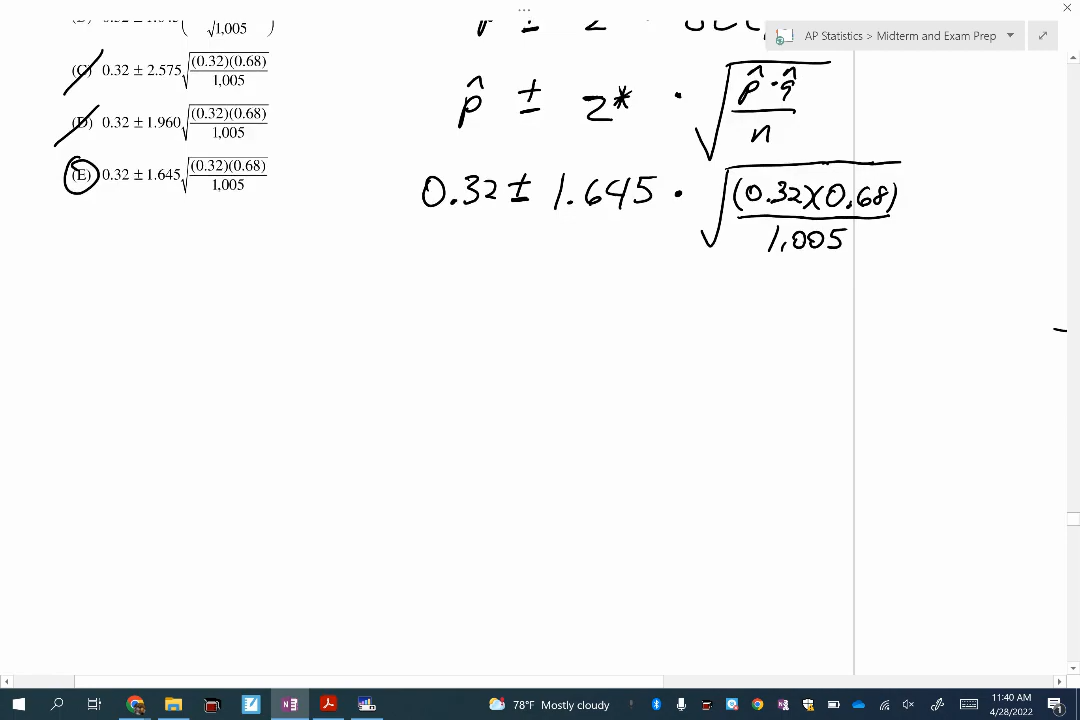 √1,005
AP Statistics > Midterm and Exam Prep
(C) 0.32 ± 2.575 √((0.32)(0.68)/1,005)
p̂ ± z* · √(p̂·q̂/n)
(D) 0.32 ± 1.960 √((0.32)(0.68)/1,005)
(E) 0.32 ± 1.645 √((0.32)(0.68)/1,005)
0.32 ± 1.645 · √((0.32)(0.68)/1,005)
78°F Mostly cloudy
11:40 AM
4/28/2022